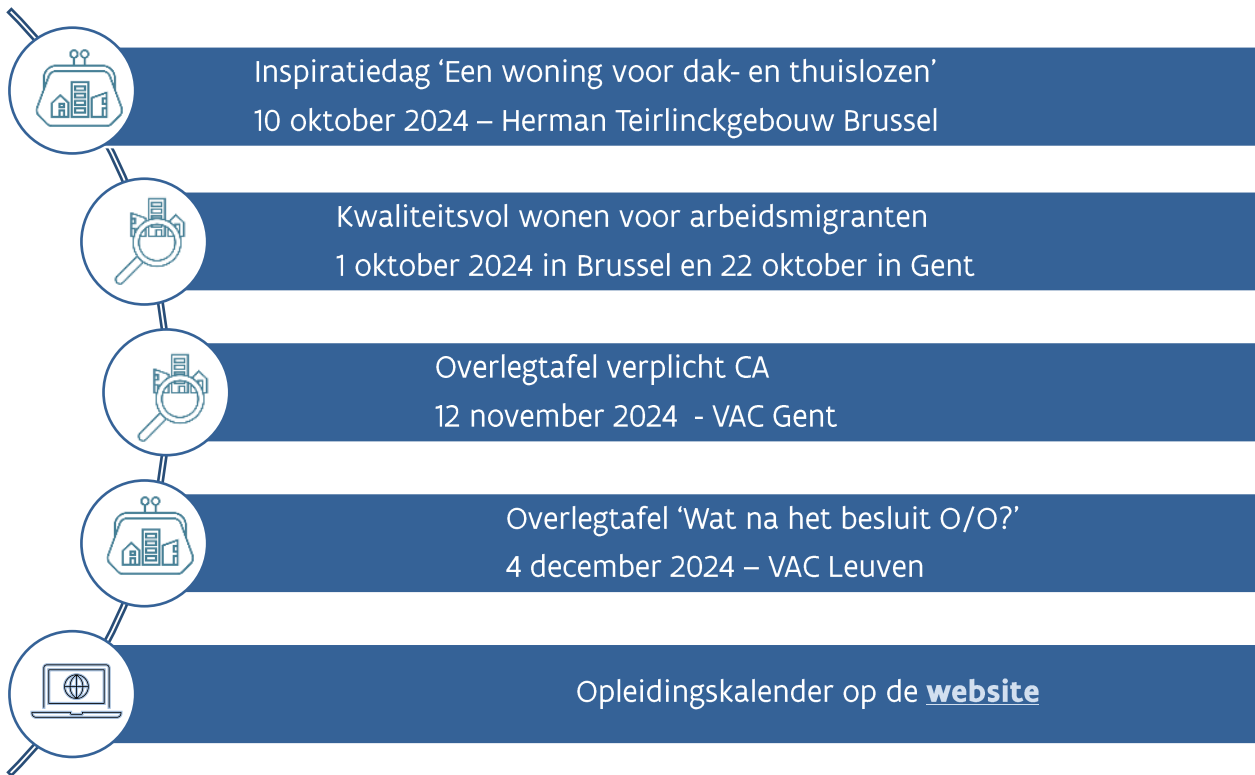 Inspiratiedag ‘Een woning voor dak- en thuislozen’
10 oktober 2024 – Herman Teirlinckgebouw Brussel
Kwaliteitsvol wonen voor arbeidsmigranten
1 oktober 2024 in Brussel en 22 oktober in Gent
Overlegtafel verplicht CA
12 november 2024 - VAC Gent
Overlegtafel ‘Wat na het besluit O/O?’
4 december 2024 – VAC Leuven
Opleidingskalender op de website